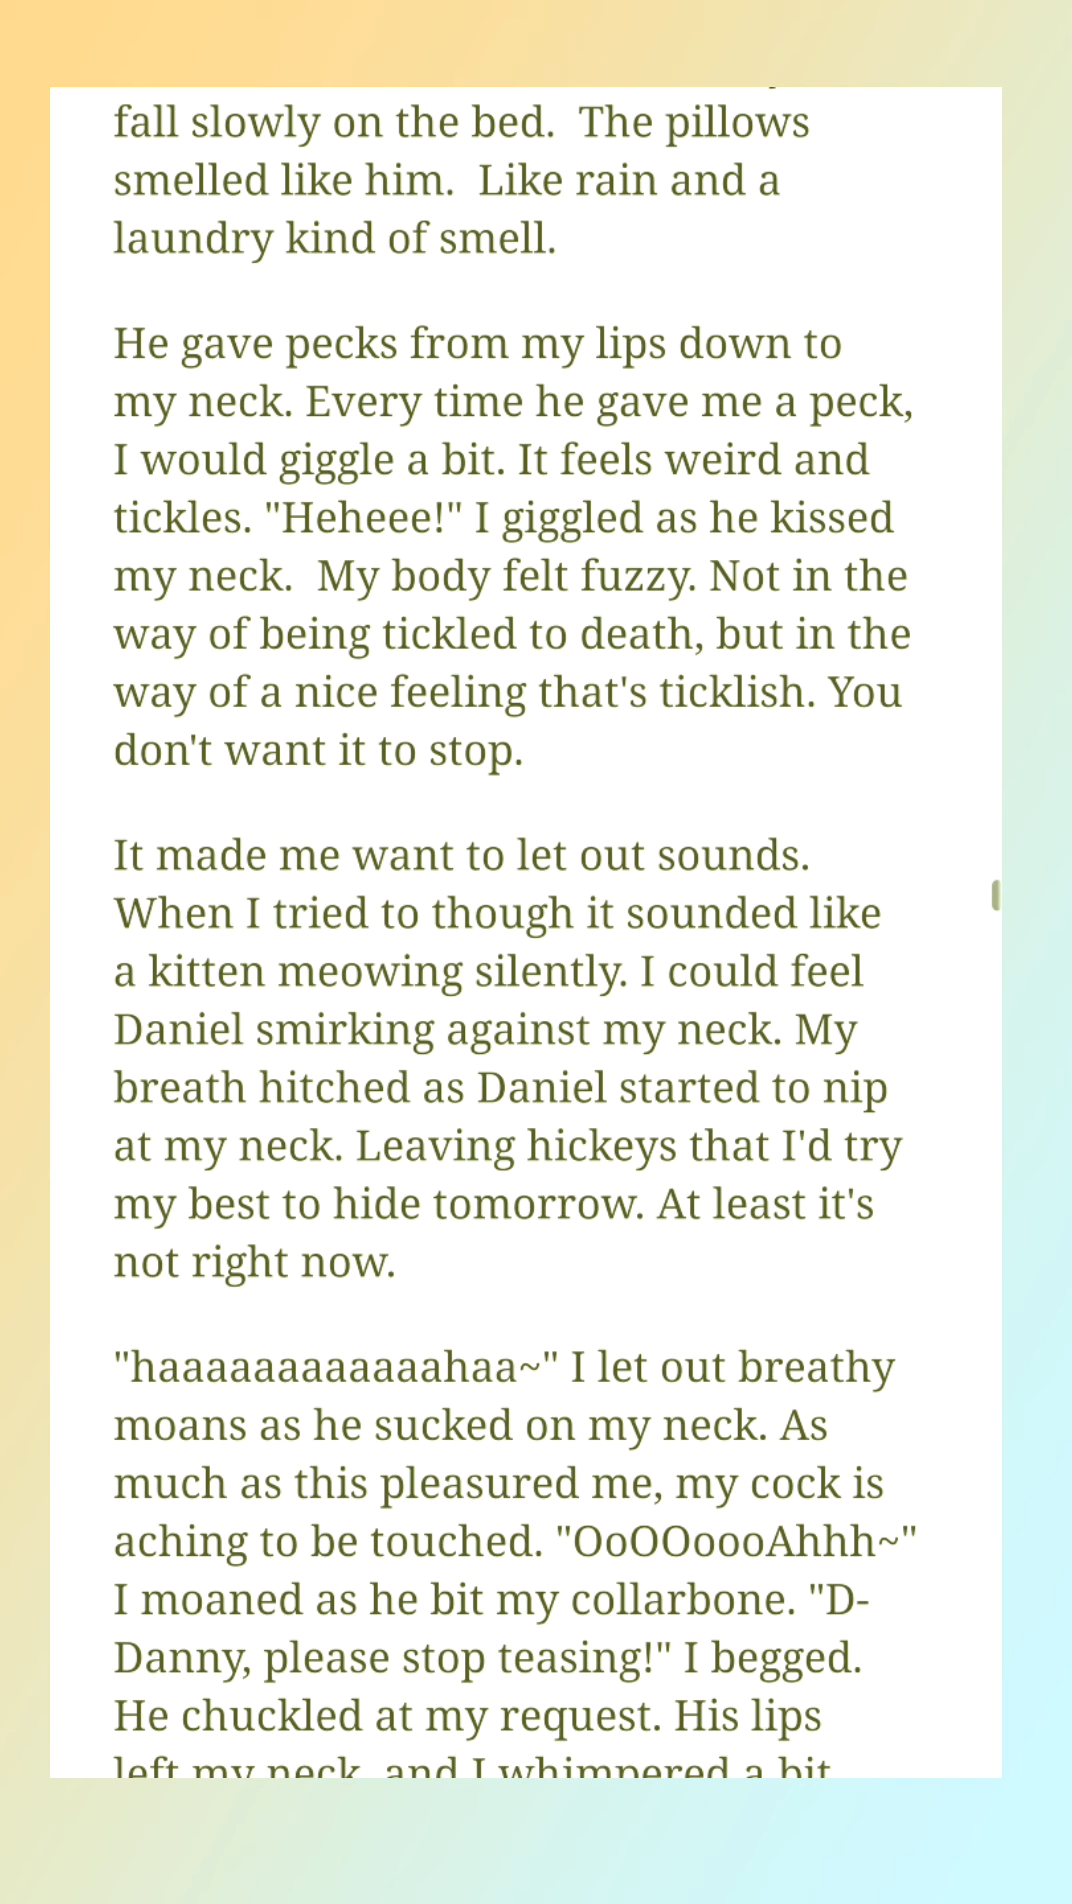 fall slowly on the bed.  The pillows
smelled like him.  Like rain and a
laundry kind of smell.
He gave pecks from my lips down to
my neck. Every time he gave me a peck,
I would giggle a bit. It feels weird and
tickles. "Heheee!" I giggled as he kissed
my neck.  My body felt fuzzy. Not in the
way of being tickled to death, but in the
way of a nice feeling that's ticklish. You
don't want it to stop.
It made me want to let out sounds.
When I tried to though it sounded like
a kitten meowing silently. I could feel
Daniel smirking against my neck. My
breath hitched as Daniel started to nip
at my neck. Leaving hickeys that I'd try
my best to hide tomorrow. At least it's
not right now.
"haaaaaaaaaaaaahaa~" I let out breathy
moans as he sucked on my neck. As
much as this pleasured me, my cock is
aching to be touched. "OoOOoooAhhh~"
I moaned as he bit my collarbone. "D-
Danny, please stop teasing!" I begged.
He chuckled at my request. His lips
left my neck, and I whimpered a bit